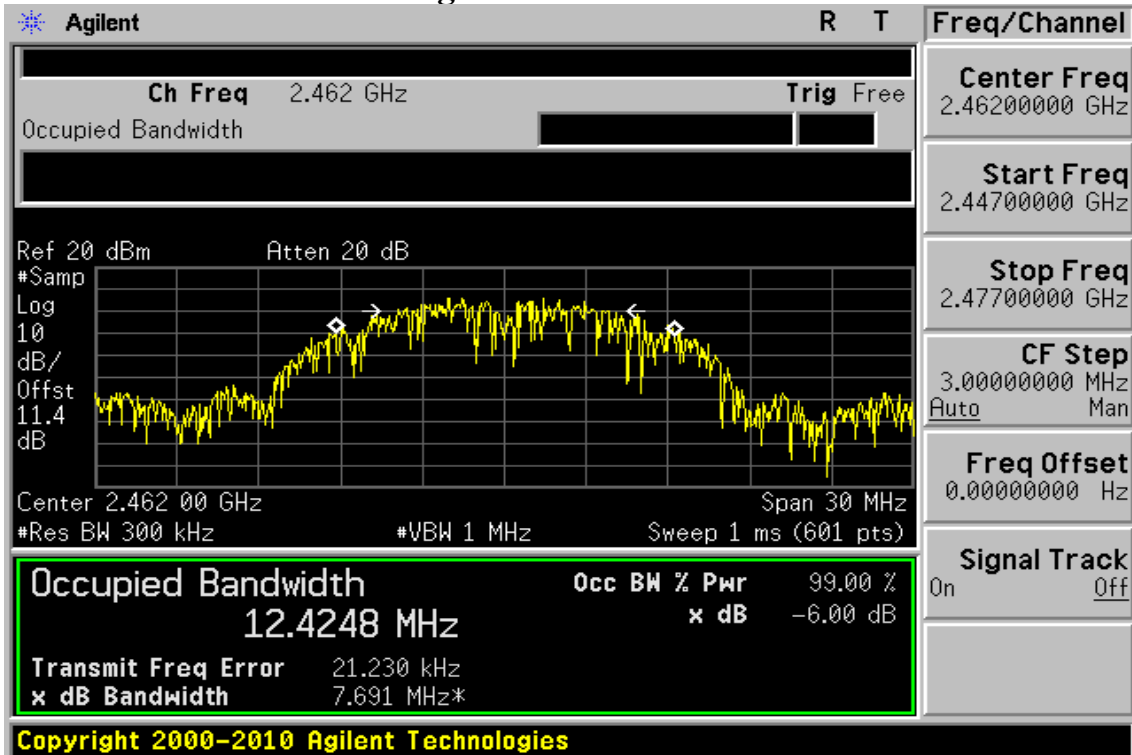 Agilent R T
Freq/Channel
Ch Freq 2.462 GHz Trig Free
Occupied Bandwidth
Center Freq
2.46200000 GHz
Start Freq
2.44700000 GHz
Stop Freq
2.47700000 GHz
CF Step
3.00000000 MHz
Auto Man
Freq Offset
0.00000000 Hz
Signal Track
On Off
Ref 20 dBm Atten 20 dB
#Samp
Log
10
dB/
Offst
11.4
dB
Center 2.462 00 GHz Span 30 MHz
#Res BW 300 kHz #VBW 1 MHz Sweep 1 ms (601 pts)
Occupied Bandwidth Occ BW % Pwr 99.00 %
12.4248 MHz x dB -6.00 dB
Transmit Freq Error 21.230 kHz
x dB Bandwidth 7.691 MHz*
Copyright 2000-2010 Agilent Technologies